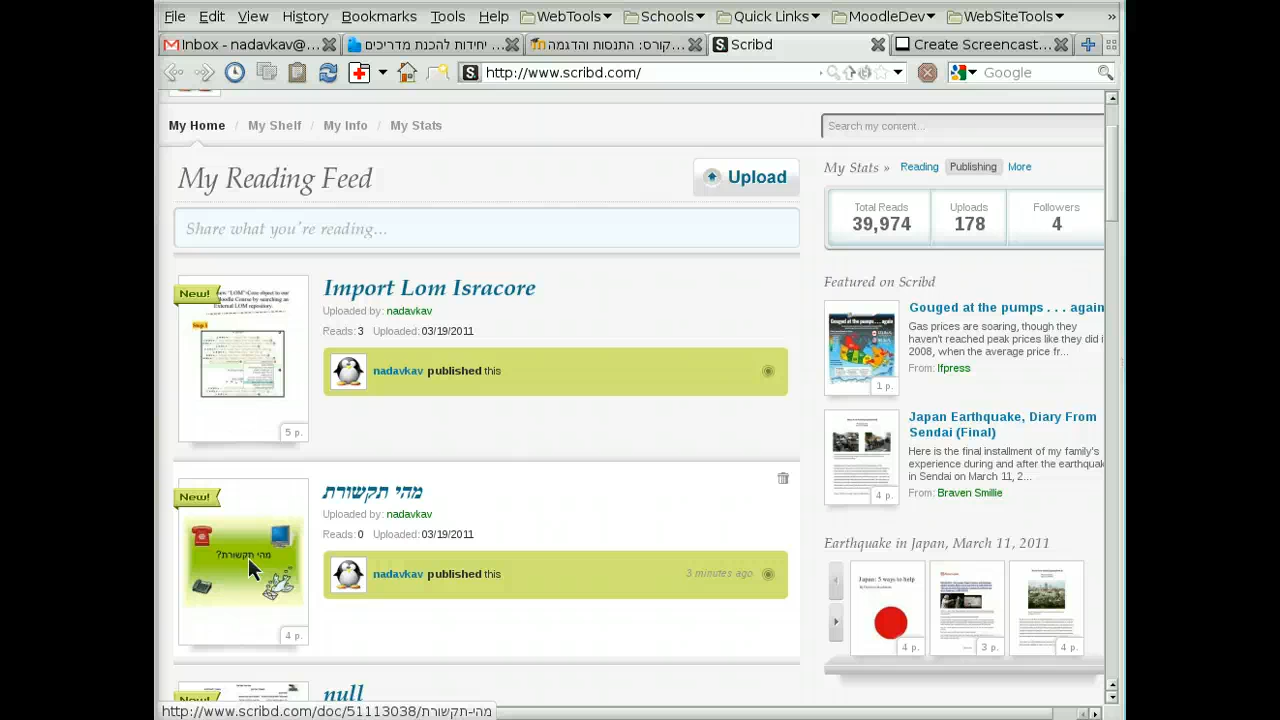 File Edit View History Bookmarks Tools Help WebTools Schools Quick Links MoodleDev WebSiteTools »
Inbox - nadavkav@... יחידות להכנת מדריכים ... קורס: התנסות והדגמה Scribd Create Screencast...
http://www.scribd.com/ Google
My Home / My Shelf / My Info / My Stats
Search my content...
My Reading Feed
Upload
Share what you're reading...
New!
5 p.
Import Lom Isracore
Uploaded by: nadavkav
Reads: 3 Uploaded: 03/19/2011
nadavkav published this
New!
מהי תקשורת?
4 p.
מהי תקשורת
Uploaded by: nadavkav
Reads: 0 Uploaded: 03/19/2011
nadavkav published this 3 minutes ago
New!
null
My Stats » Reading Publishing More
Total Reads Uploads Followers
39,974 178 4
Featured on Scribd
1 p.
Gouged at the pumps . . . again
Gas prices are soaring, though they
haven't reached peak prices like they did i
2008, when the average price fr...
From: lfpress
4 p.
Japan Earthquake, Diary From
Sendai (Final)
Here is the final installment of my family's
experience during and after the earthquak
in Sendai on March 11, 2...
From: Braven Smillie
Earthquake in Japan, March 11, 2011
Japan: 5 ways to help
4 p. 3 p. 4 p.